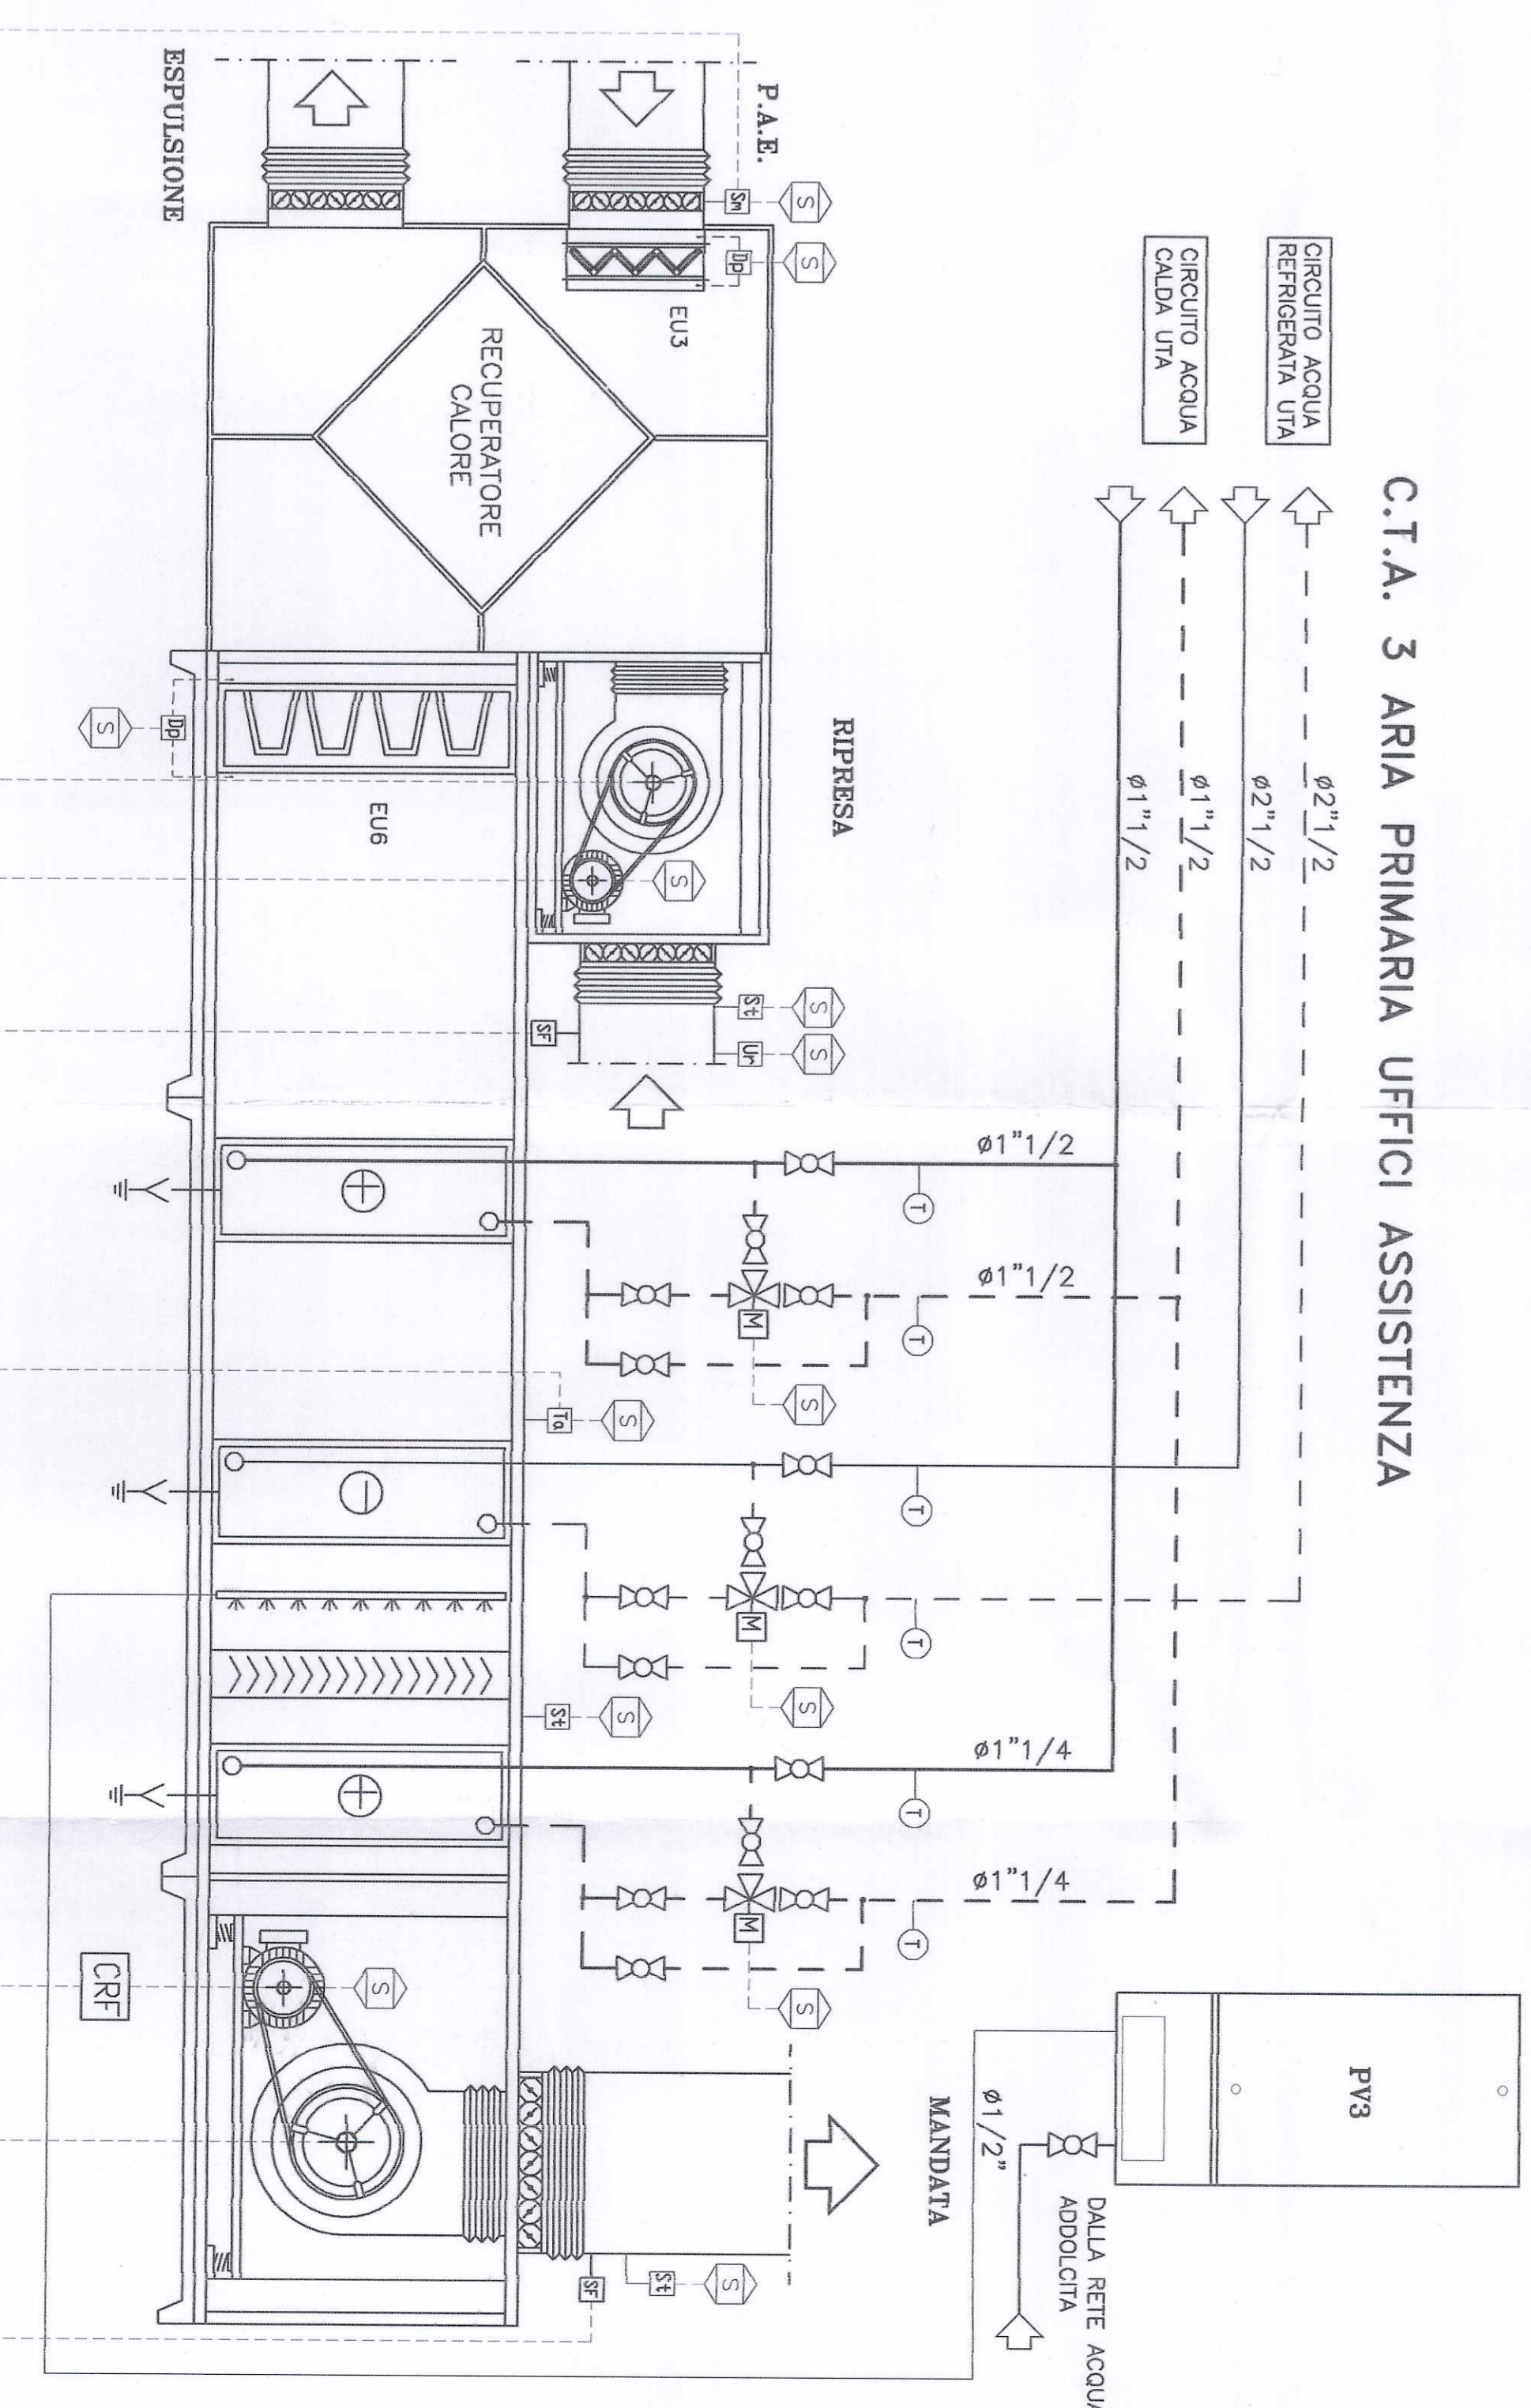 C.T.A. 3 ARIA PRIMARIA UFFICI ASSISTENZA
CIRCUITO ACQUA
REFRIGERATA UTA
CIRCUITO ACQUA
CALDA UTA
ø2"1/2
ø2"1/2
ø1"1/2
ø1"1/2
PV3
DALLA RETE ACQUA
ADDOLCITA
ø1/2"
MANDATA
ø1"1/2
ø1"1/2
ø1"1/4
ø1"1/4
T
T
T
T
T
T
P.A.E.
RIPRESA
S
S
S
S
S
S
S
Sm
Dp
St
Ur
M
M
M
EU3
S
SF
Ta
S
St
S
St
S
SF
RECUPERATORE
CALORE
EU6
S
ESPULSIONE
Dp
S
CRF